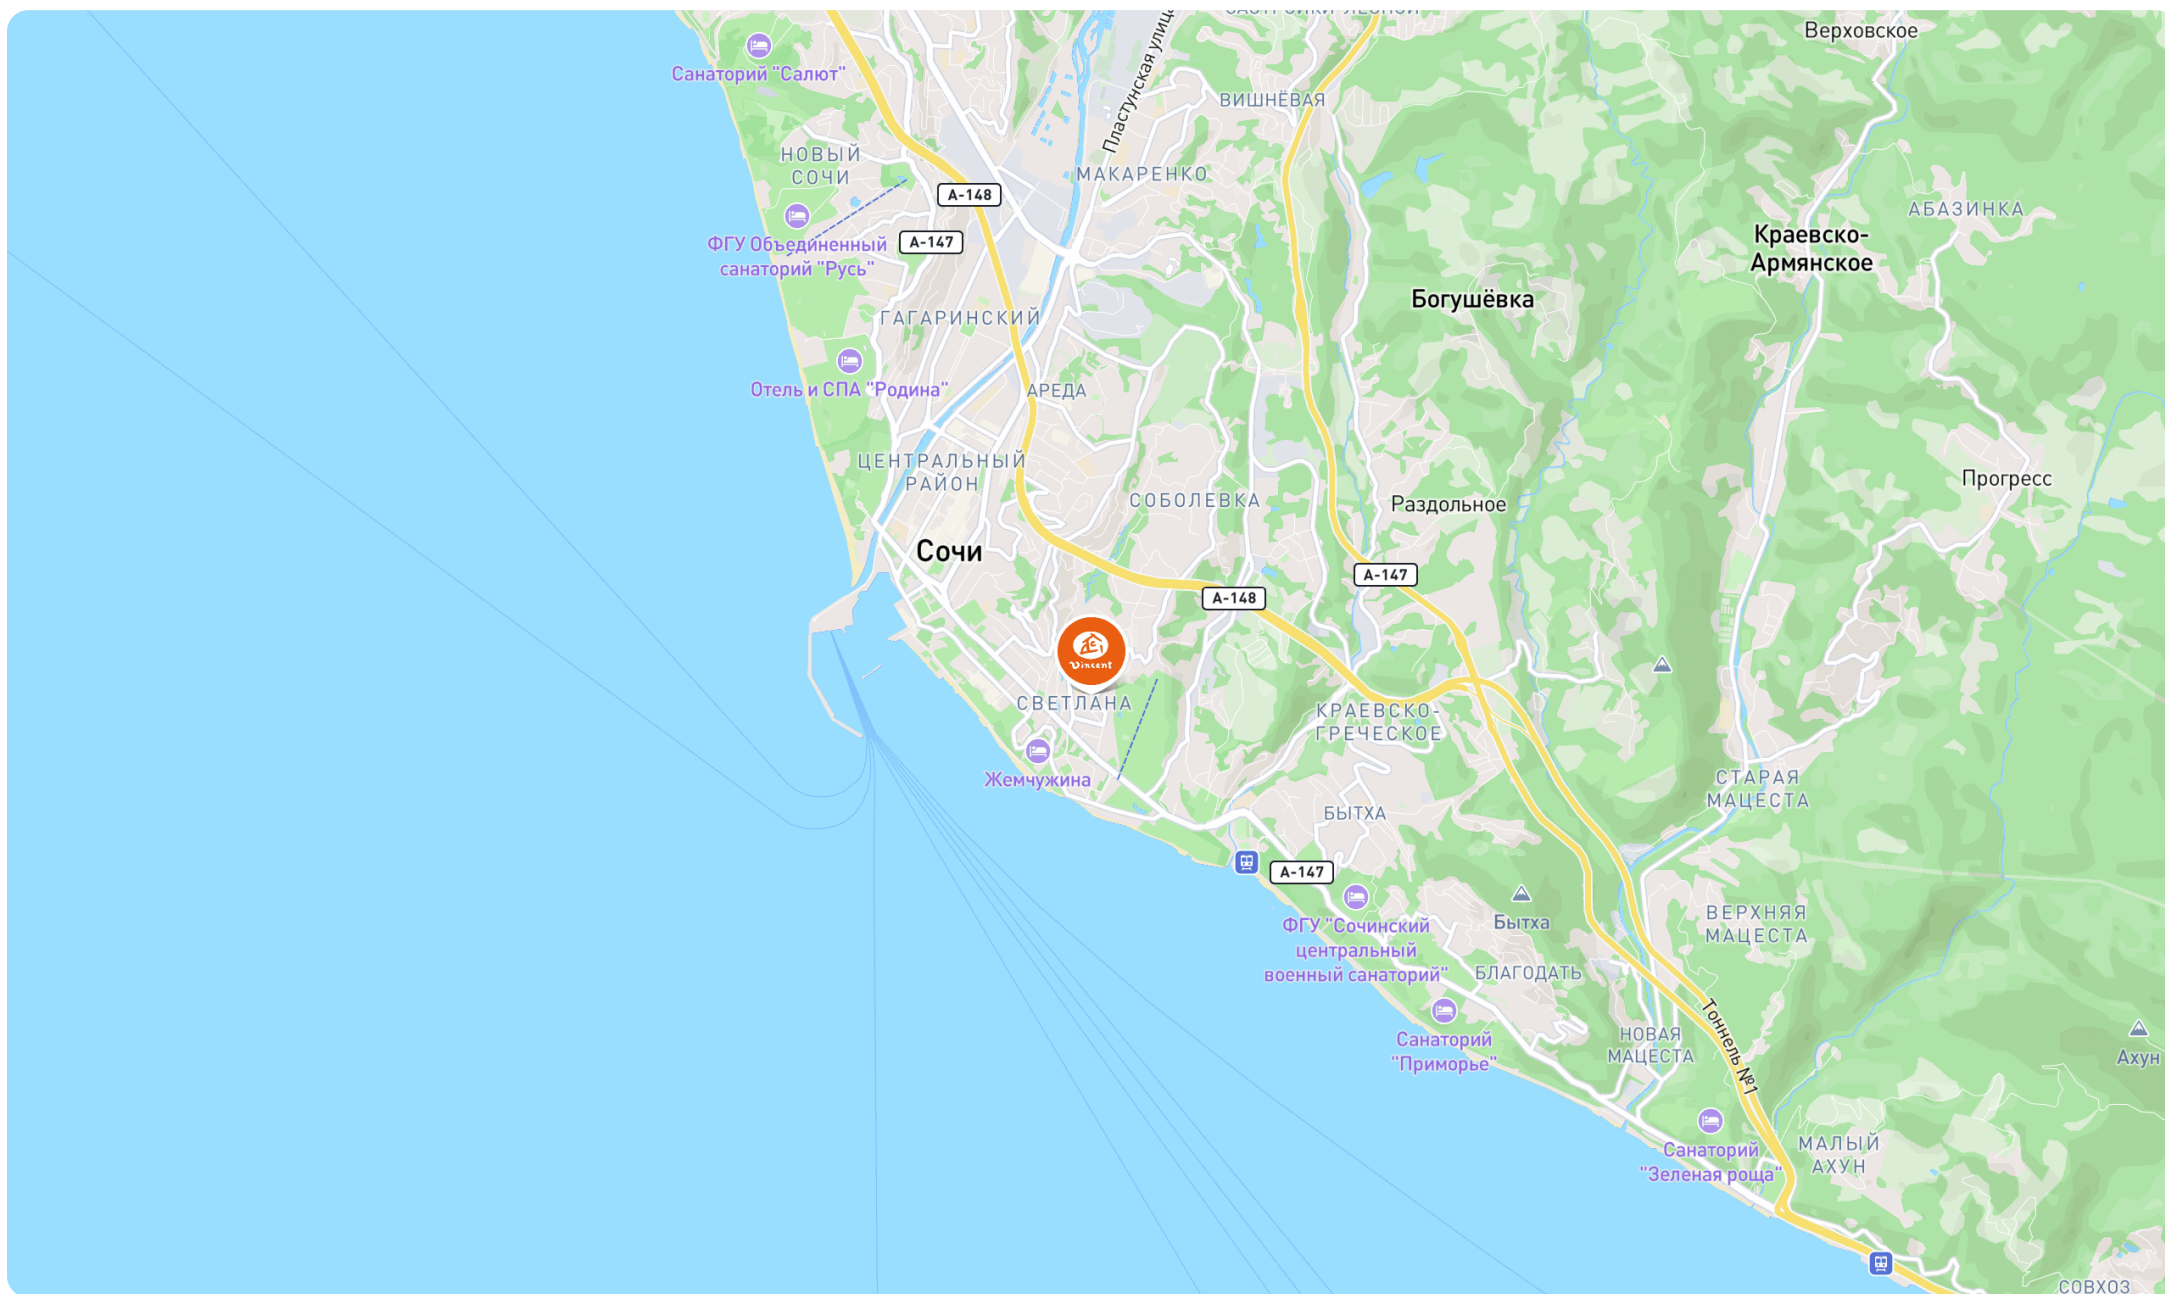 ЗАСТРОЙКИ ЛЕСНОЙ
Верховское
Санаторий "Салют"
Пластунская улица
ВИШНЁВАЯ
НОВЫЙ
СОЧИ
МАКАРЕНКО
А-148
АБАЗИНКА
ФГУ Объединенный
санаторий "Русь"
А-147
Краевско-
Армянское
Богушёвка
ГАГАРИНСКИЙ
Отель и СПА "Родина"
АРЕДА
ЦЕНТРАЛЬНЫЙ
РАЙОН
СОБОЛЕВКА
Раздольное
Прогресс
Сочи
А-147
А-148
Vincent
СВЕТЛАНА
КРАЕВСКО-
ГРЕЧЕСКОЕ
Жемчужина
СТАРАЯ
МАЦЕСТА
БЫТХА
А-147
Бытха
ФГУ "Сочинский
центральный
военный санаторий"
ВЕРХНЯЯ
МАЦЕСТА
БЛАГОДАТЬ
Санаторий
"Приморье"
НОВАЯ
МАЦЕСТА
Тоннель №1
Ахун
Санаторий
"Зеленая роща"
МАЛЫЙ
АХУН
СОВХОЗ